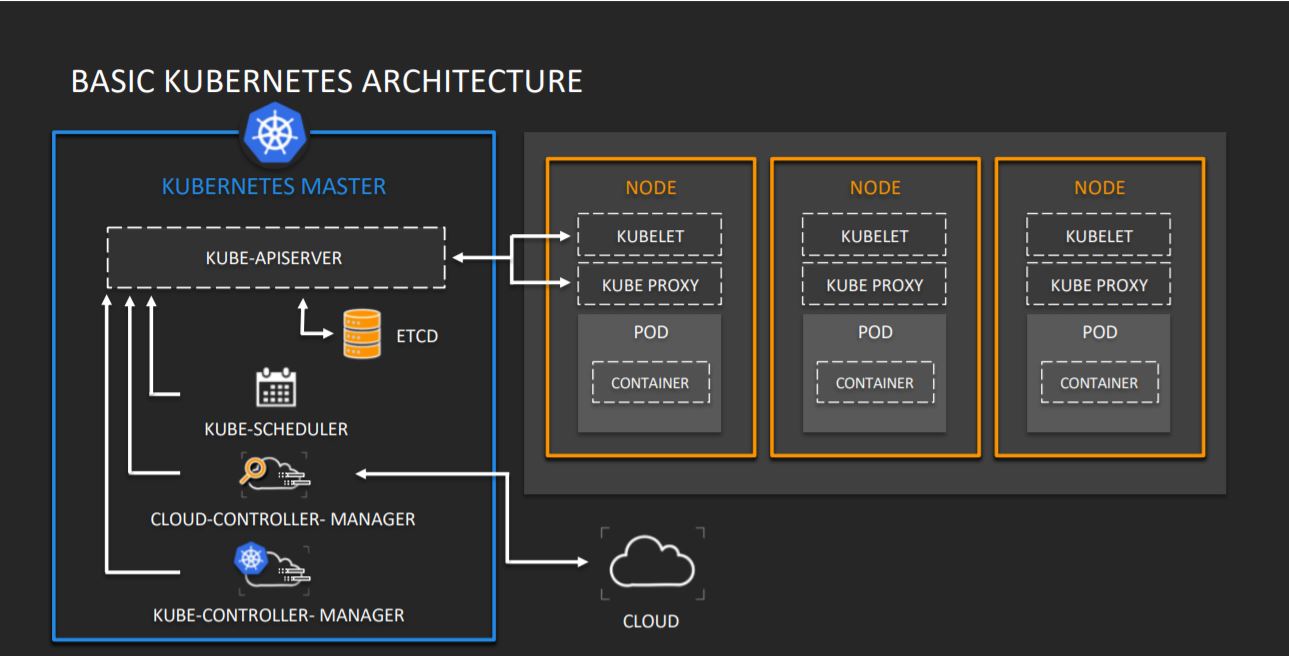 BASIC KUBERNETES ARCHITECTURE
KUBERNETES MASTER
KUBE-APISERVER
ETCD
KUBE-SCHEDULER
CLOUD-CONTROLLER- MANAGER
KUBE-CONTROLLER- MANAGER
NODE
KUBELET
KUBE PROXY
POD
CONTAINER
NODE
KUBELET
KUBE PROXY
POD
CONTAINER
NODE
KUBELET
KUBE PROXY
POD
CONTAINER
CLOUD